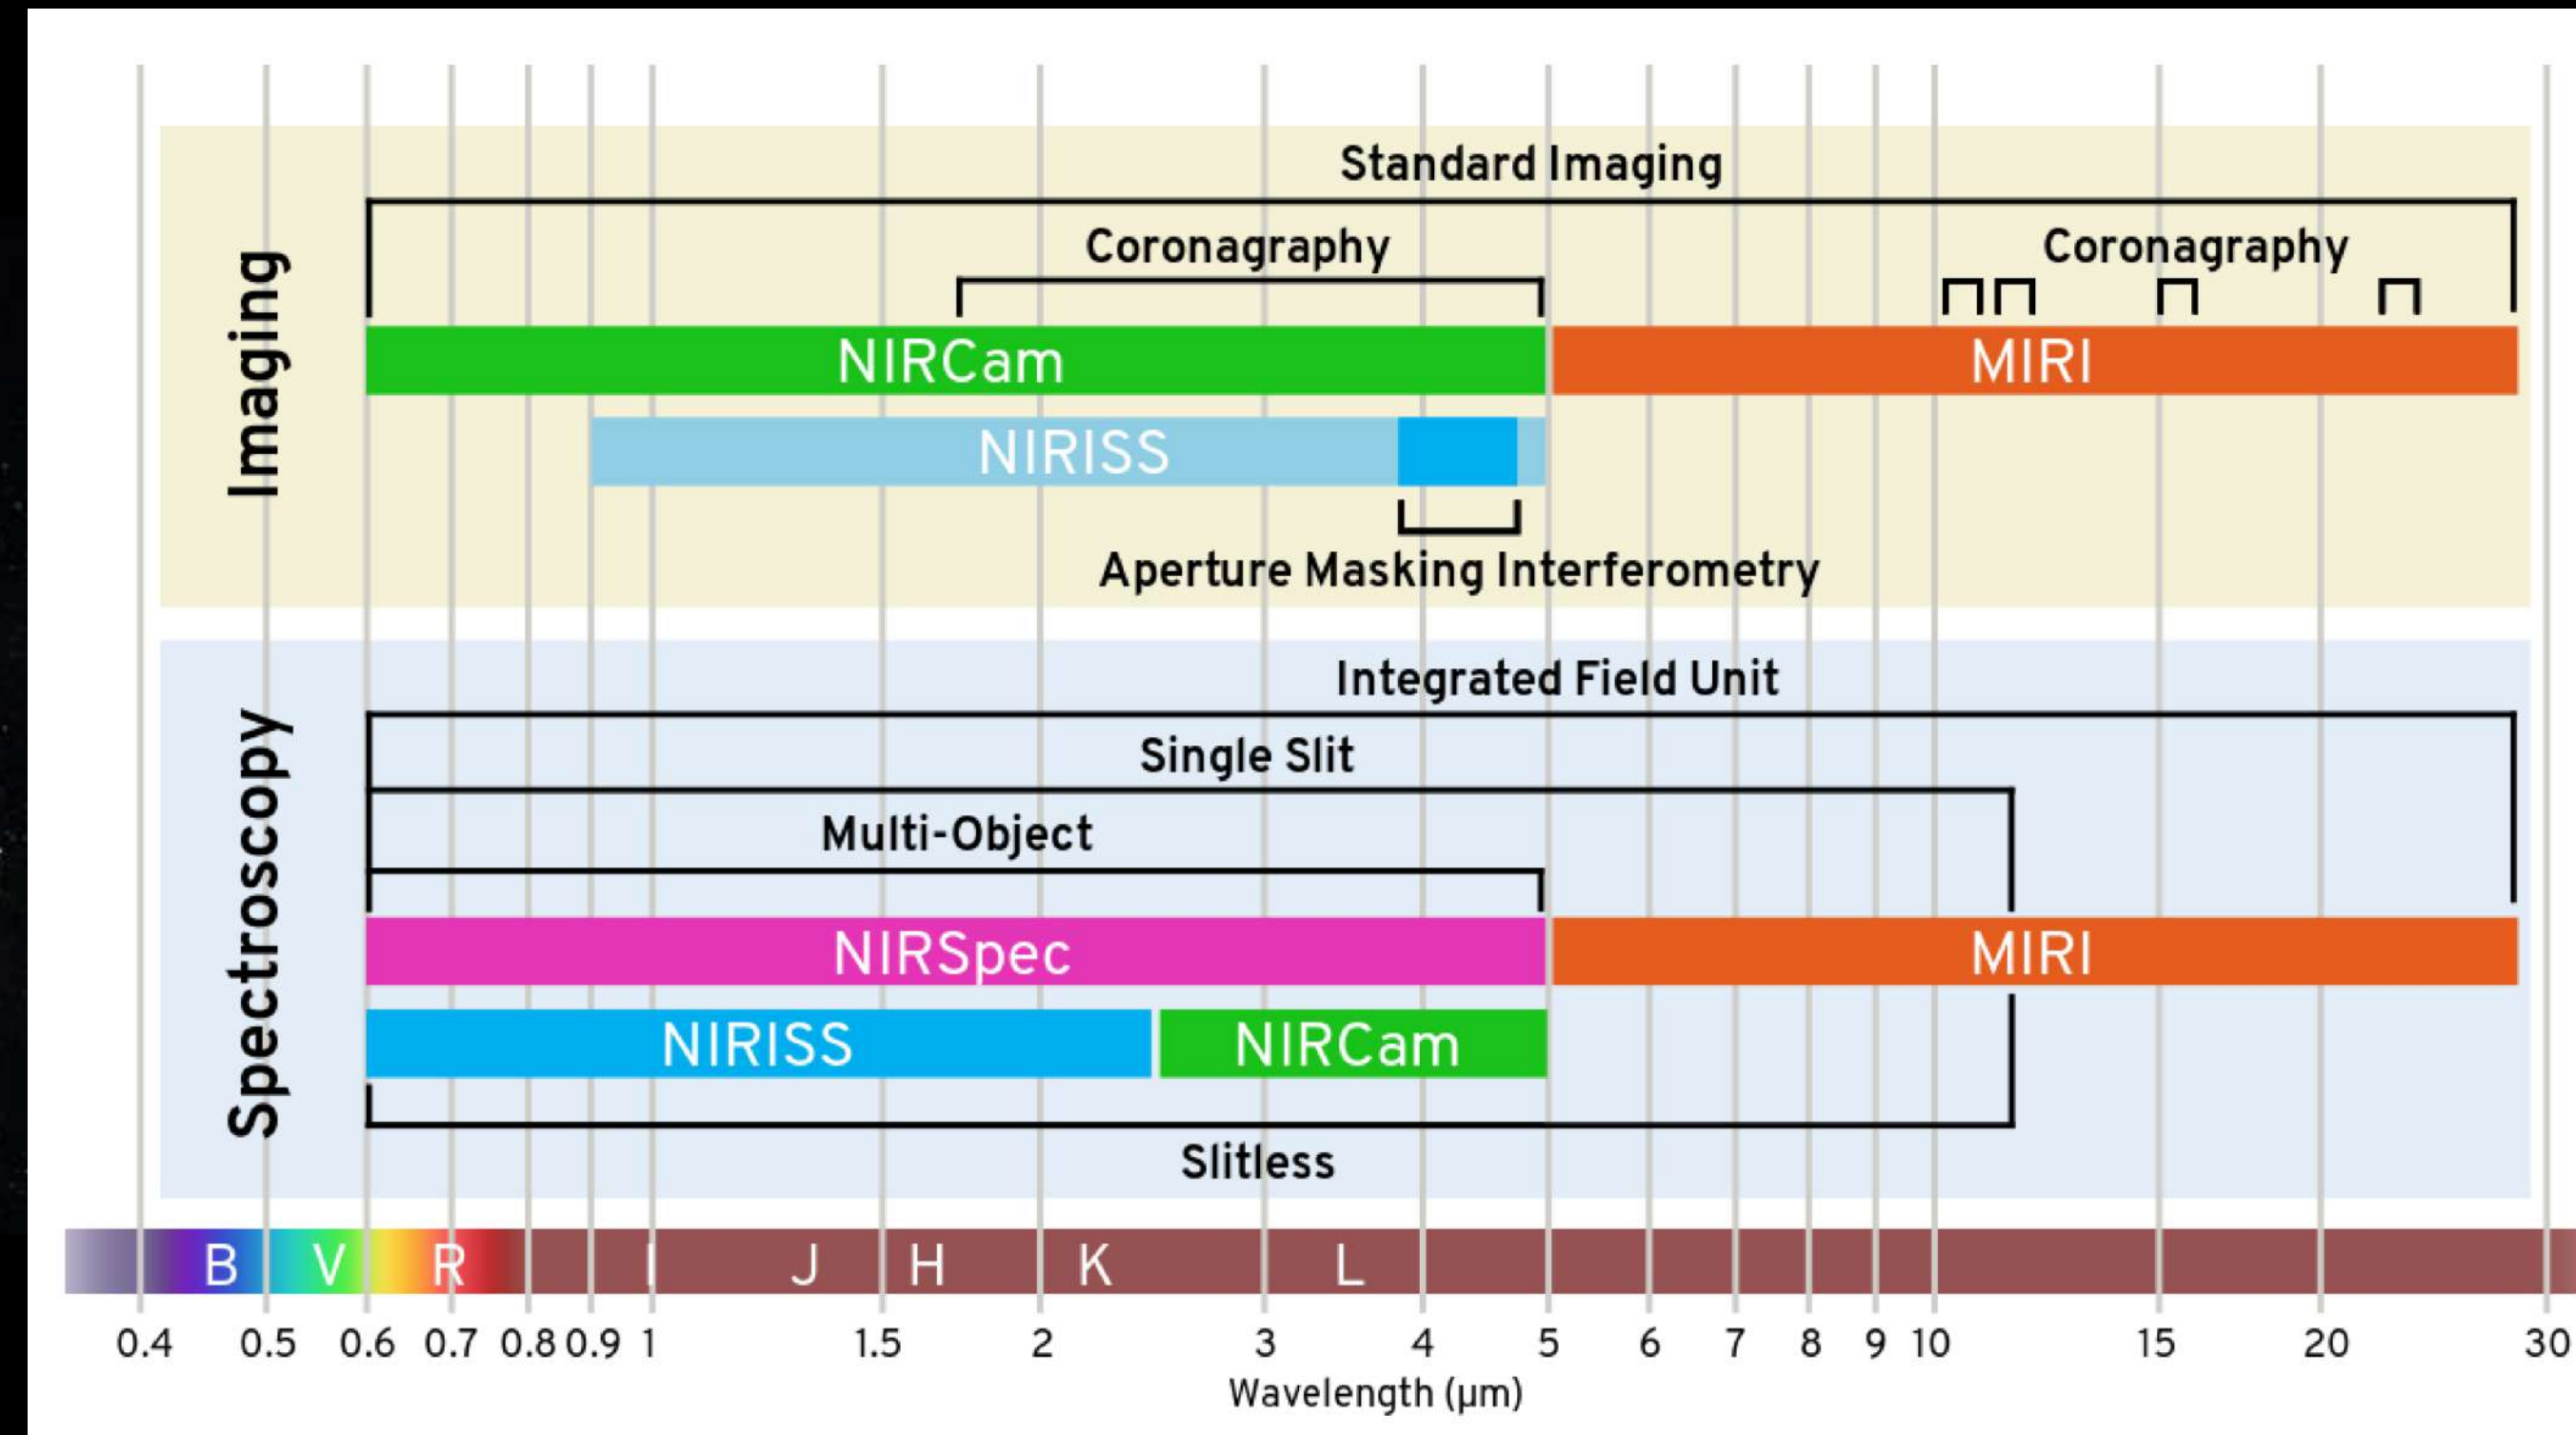 Imaging
Standard Imaging
Coronagraphy
Coronagraphy
NIRCam
MIRI
NIRISS
Aperture Masking Interferometry
Spectroscopy
Integrated Field Unit
Single Slit
Multi-Object
NIRSpec
MIRI
NIRISS
NIRCam
Slitless
B V R I J H K L
0.4 0.5 0.6 0.7 0.8 0.9 1 1.5 2 3 4 5 6 7 8 9 10 15 20 30
Wavelength (µm)